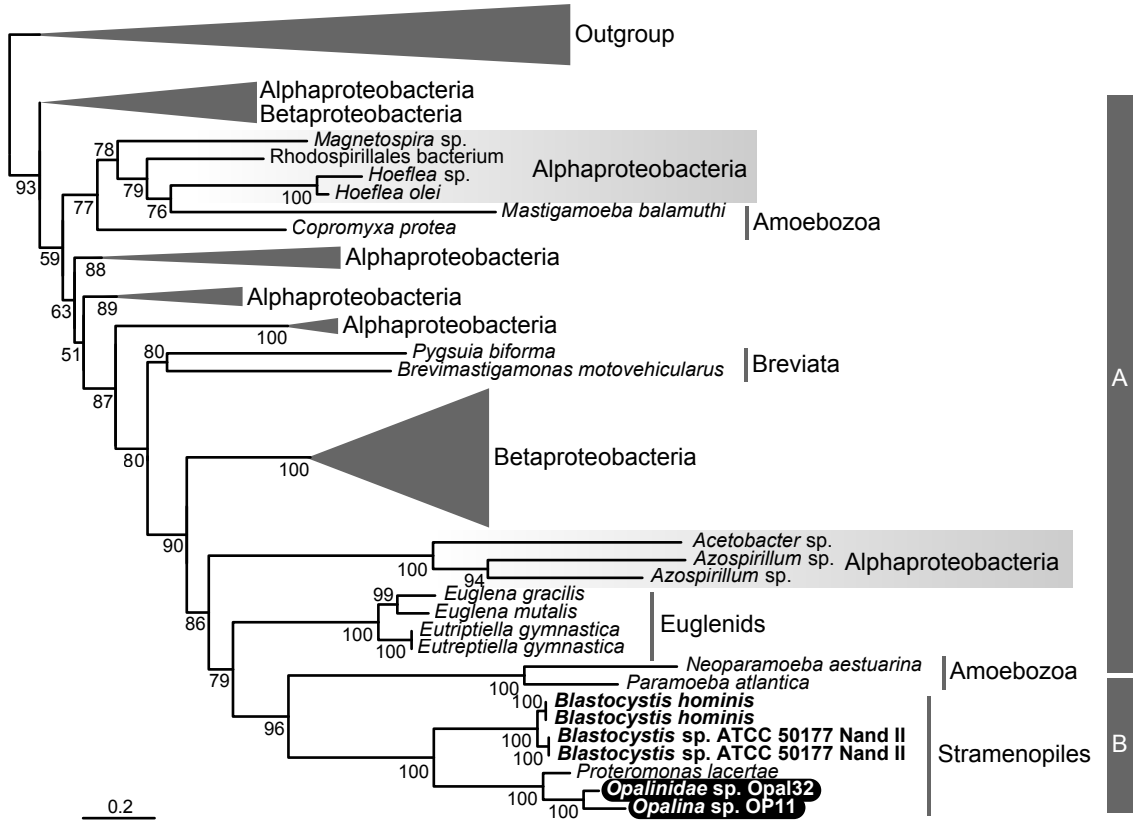 Outgroup
Alphaproteobacteria
Betaproteobacteria
93
78
Magnetospira sp.
Rhodospirillales bacterium
79
Hoeflea sp.
100
Hoeflea olei
Alphaproteobacteria
76
Mastigamoeba balamuthi
77
Copromyxa protea
Amoebozoa
59
88
Alphaproteobacteria
63
89
Alphaproteobacteria
51
100
Alphaproteobacteria
87
80
Pygsuia biforma
Brevimastigamonas motovehicularus
Breviata
A
80
100
Betaproteobacteria
90
Acetobacter sp.
100
94
Azospirillum sp.
Azospirillum sp.
Alphaproteobacteria
86
99
Euglena gracilis
Euglena mutalis
100
Eutriptiella gymnastica
100
Eutreptiella gymnastica
Euglenids
79
Neoparamoeba aestuarina
100
Paramoeba atlantica
Amoebozoa
96
100
Blastocystis hominis
Blastocystis hominis
100
Blastocystis sp. ATCC 50177 Nand II
100
Blastocystis sp. ATCC 50177 Nand II
Stramenopiles
B
100
Proteromonas lacertae
100
Opalinidae sp. Opal32
100
Opalina sp. OP11
0.2